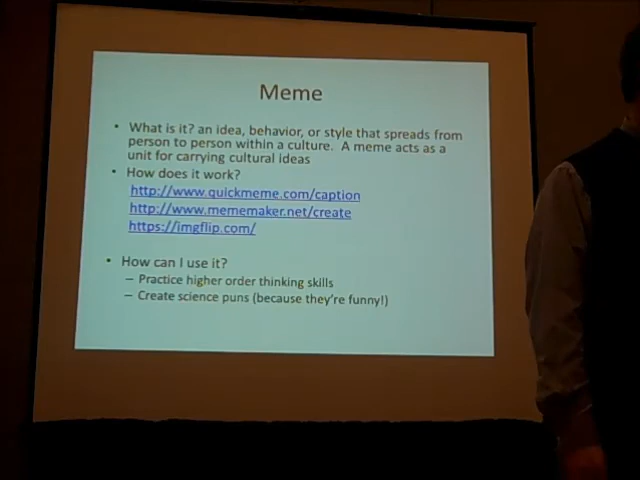 Meme
• What is it? an idea, behavior, or style that spreads from
person to person within a culture. A meme acts as a
unit for carrying cultural ideas
• How does it work?
http://www.quickmeme.com/caption
http://www.mememaker.net/create
https://imgflip.com/
• How can I use it?
– Practice higher order thinking skills
– Create science puns (because they're funny!)